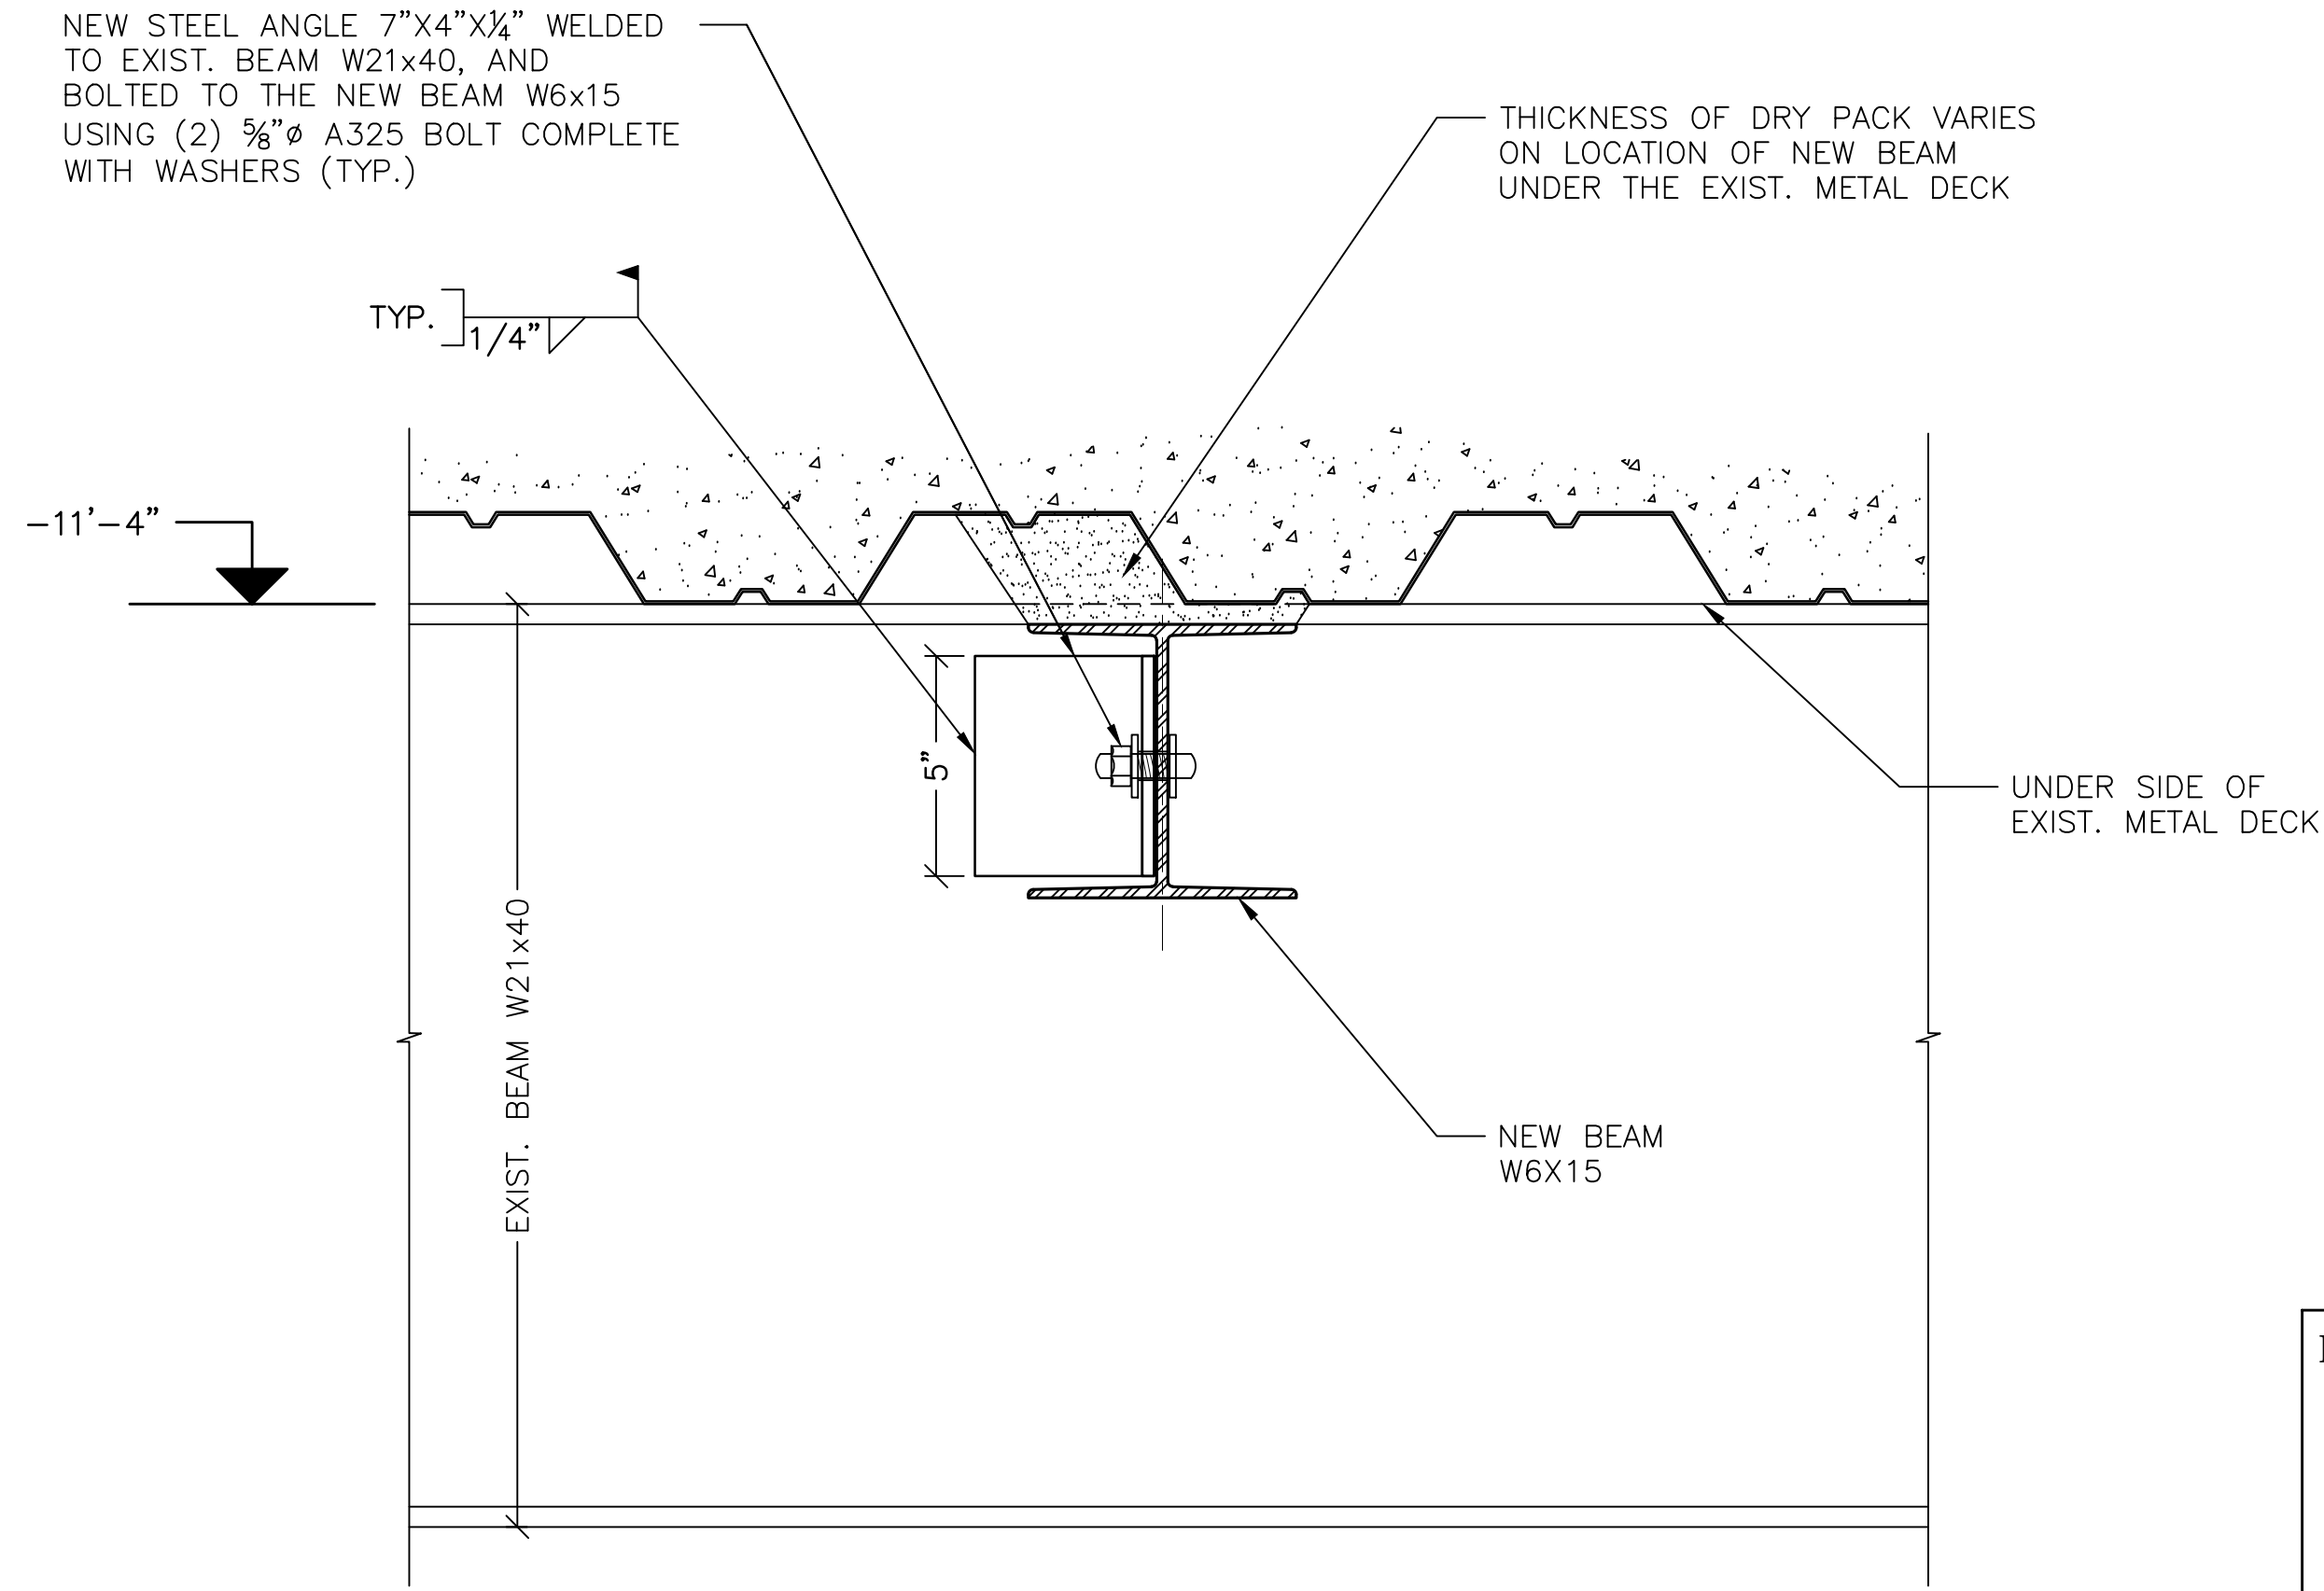 NEW STEEL ANGLE 7"X4"X¼" WELDED
TO EXIST. BEAM W21x40, AND
BOLTED TO THE NEW BEAM W6x15
USING (2) ⅝"ø A325 BOLT COMPLETE
WITH WASHERS (TYP.)
THICKNESS OF DRY PACK VARIES
ON LOCATION OF NEW BEAM
UNDER THE EXIST. METAL DECK
TYP.
1/4"
-11'-4"
5"
UNDER SIDE OF
EXIST. METAL DECK
EXIST. BEAM W21x40
NEW BEAM
W6X15